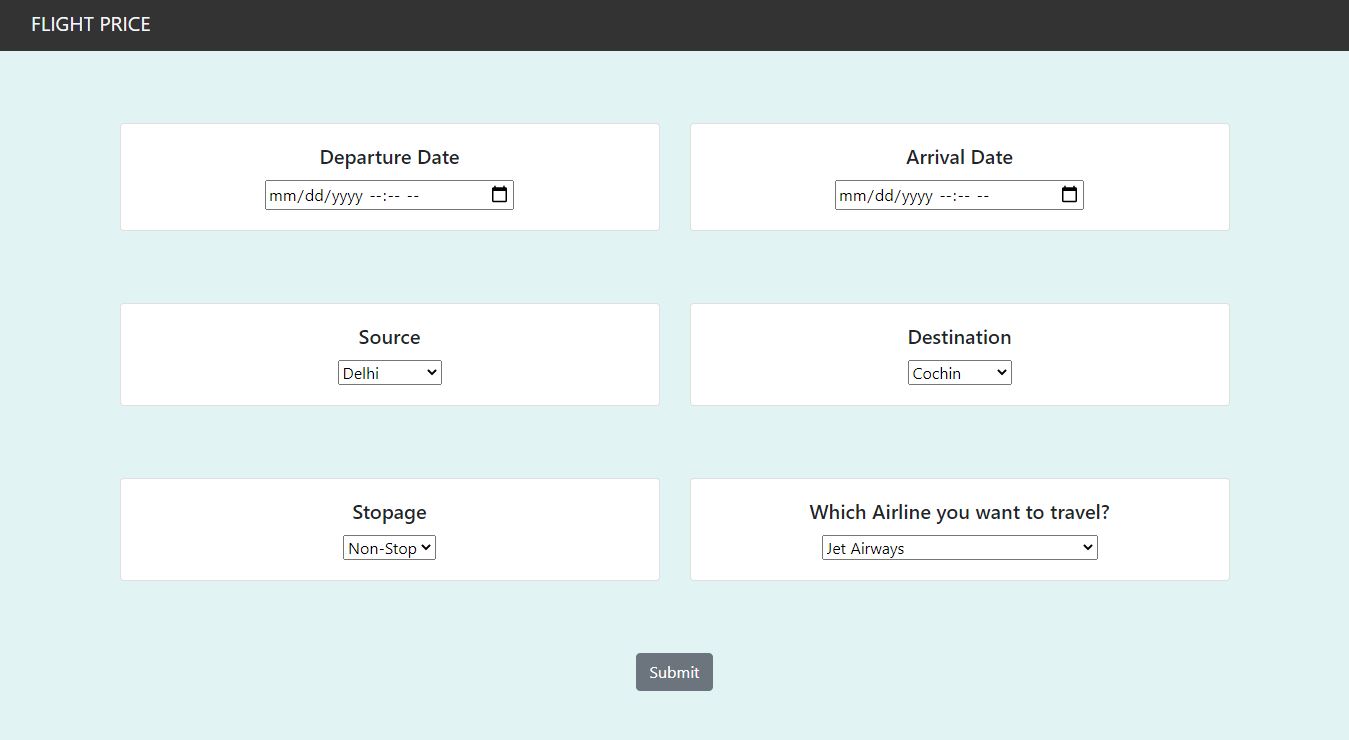 FLIGHT PRICE
Departure Date
mm/dd/yyyy --:-- --
Arrival Date
mm/dd/yyyy --:-- --
Source
Delhi
Destination
Cochin
Stopage
Non-Stop
Which Airline you want to travel?
Jet Airways
Submit